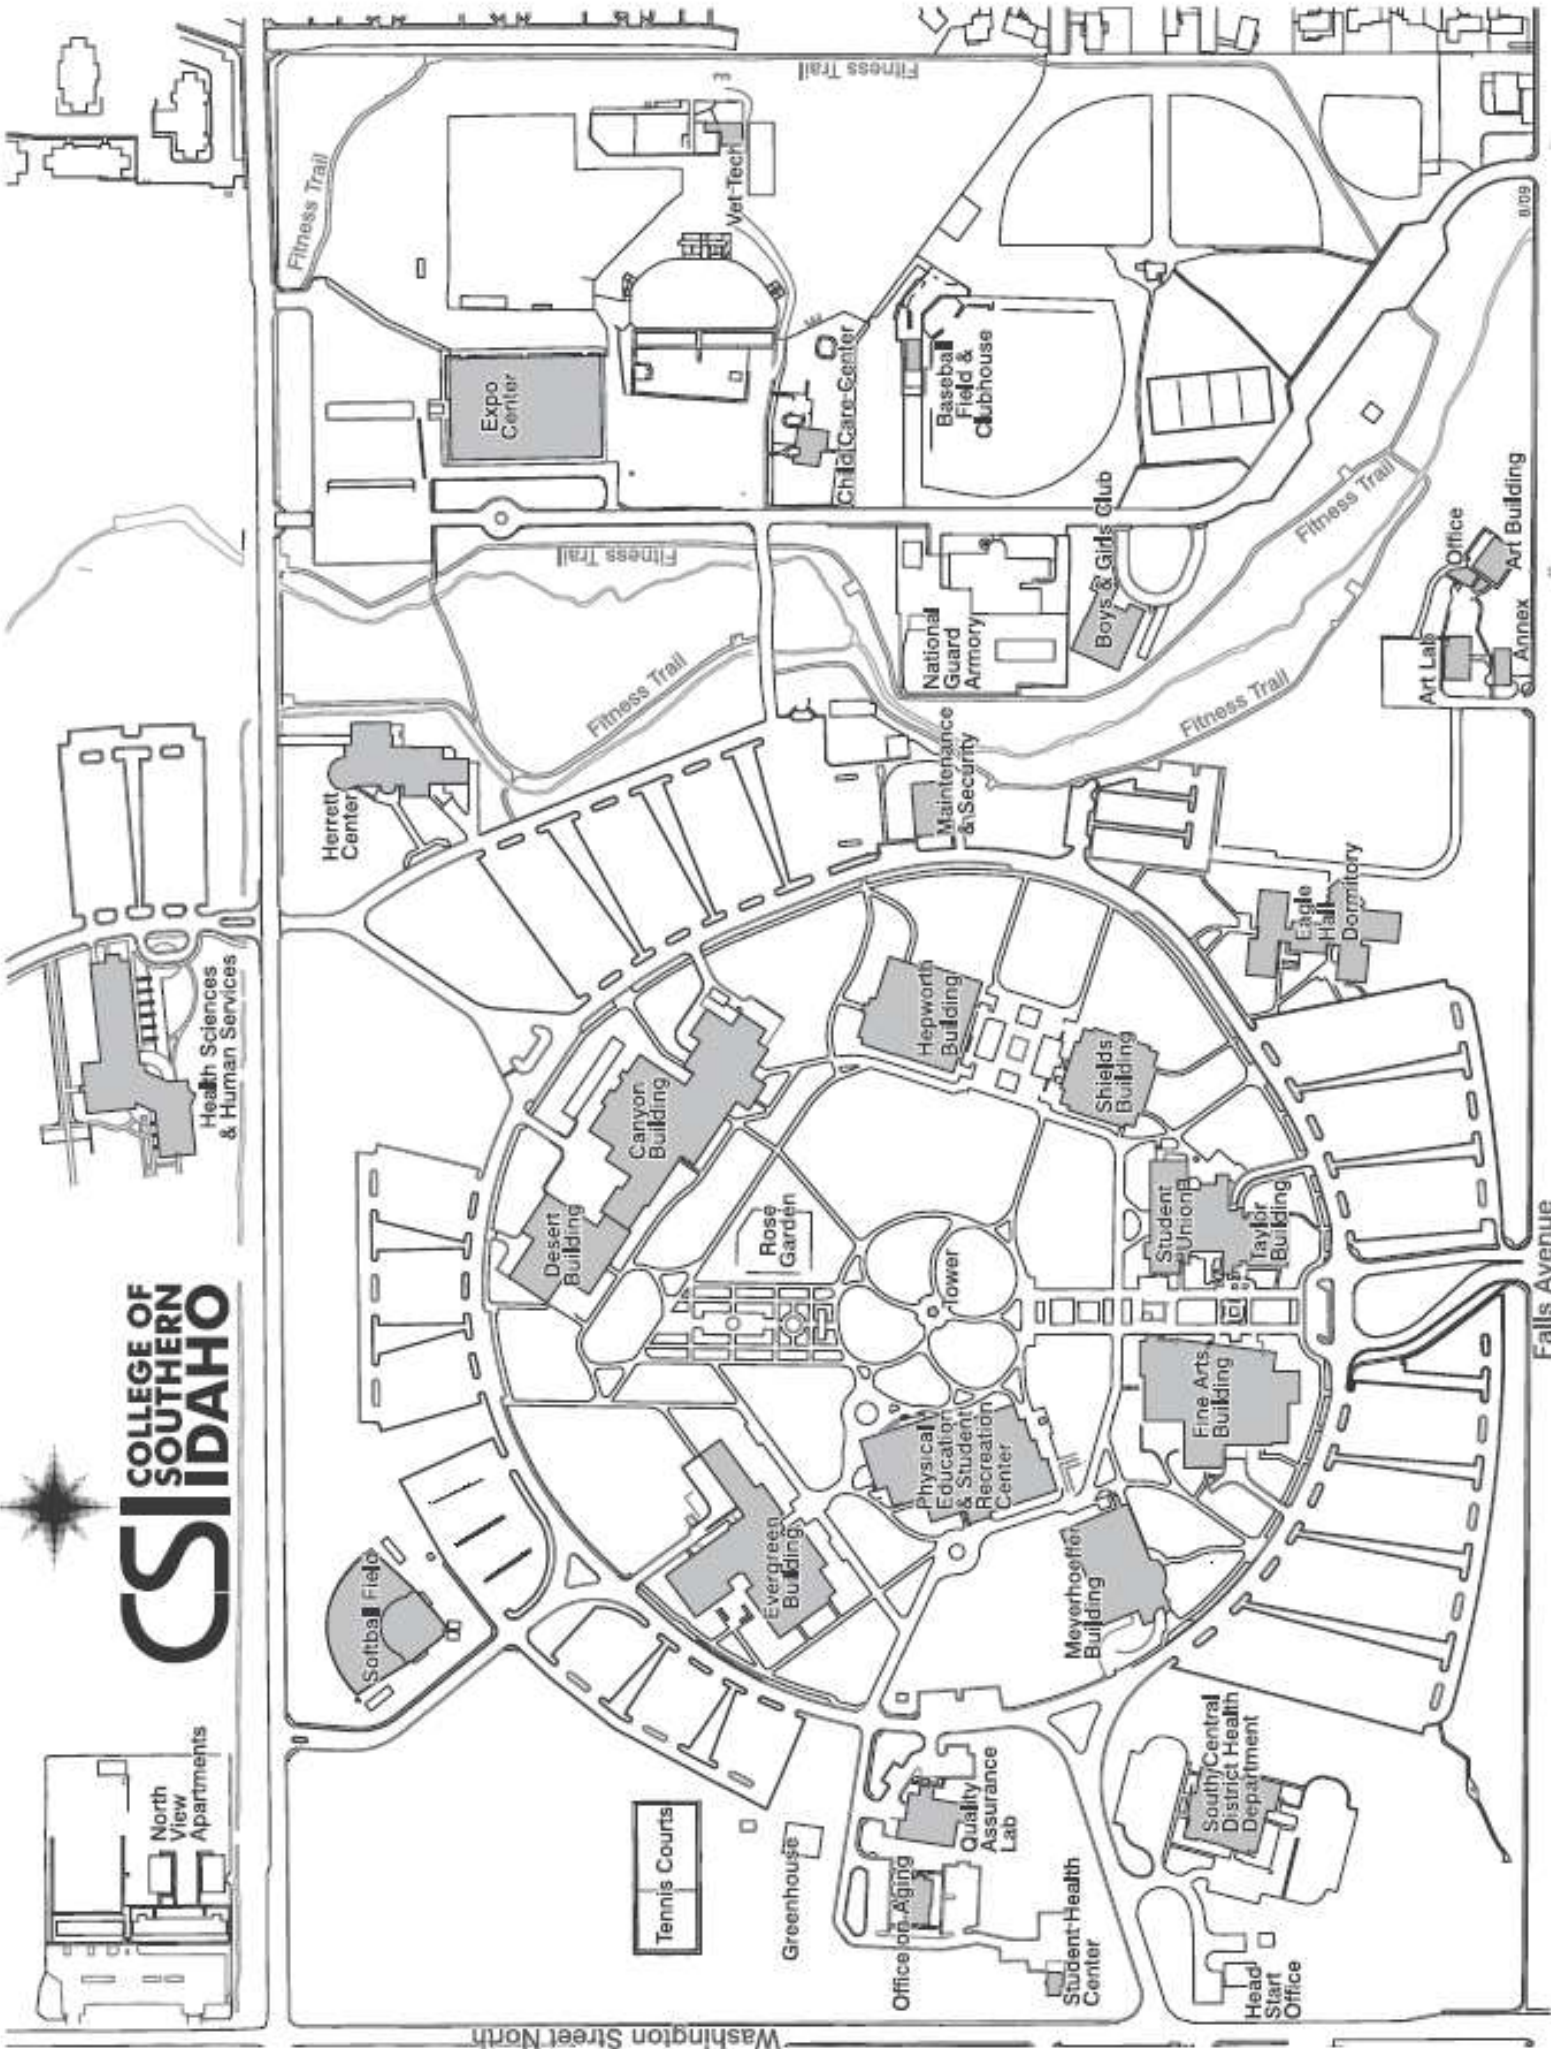 CSI
COLLEGE OF
SOUTHERN
IDAHO
North
View
Apartments
Health Sciences
& Human Services
Softball Field
Herrett
Center
Fitness Trail
Expo
Center
Desert
Building
Canyon
Building
Fitness Trail
Fitness Trail
Vet Tech
Fitness Trail
Tennis Courts
Evergreen
Building
Rose
Garden
Greenhouse
Child Care Center
Washington Street North
Office on Aging
Quality
Assurance
Lab
Physical
Education
& Student
Recreation
Center
Tower
Hepworth
Building
Maintenance
& Security
National
Guard
Armory
Baseball
Field &
Clubhouse
Student Health
Center
Meyerhoeffer
Building
Shields
Building
Boys & Girls Club
Student
Union
Taylor
Building
Fine Arts
Building
South Central
District Health
Department
Head
Start
Office
Eagle
Hall
Dormitory
Fitness Trail
Fitness Trail
Art Lab
Office
Annex
Art Building
8/09
Falls Avenue